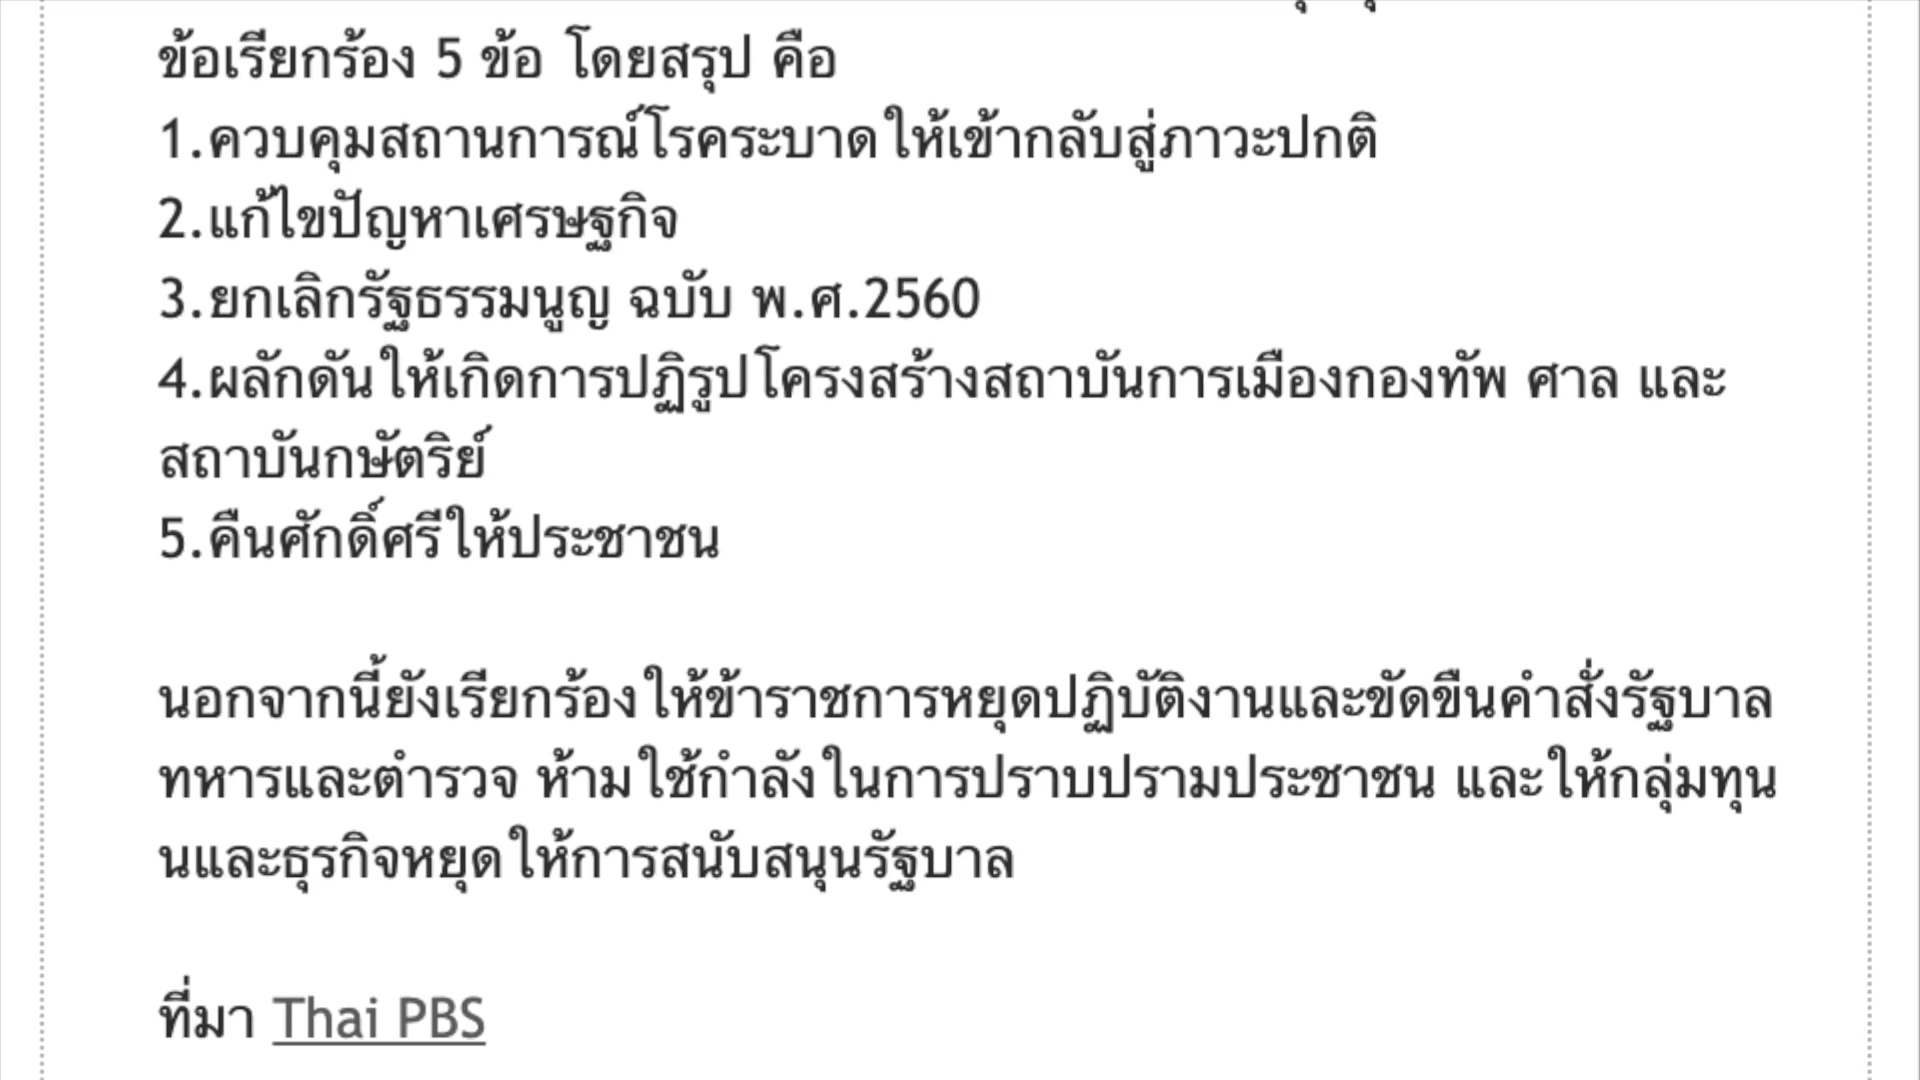 ข้อเรียกร้อง 5 ข้อ โดยสรุป คือ
1.ควบคุมสถานการณ์โรคระบาดให้เข้ากลับสู่ภาวะปกติ
2.แก้ไขปัญหาเศรษฐกิจ
3.ยกเลิกรัฐธรรมนูญ ฉบับ พ.ศ.2560
4.ผลักดันให้เกิดการปฏิรูปโครงสร้างสถาบันการเมืองกองทัพ ศาล และ
สถาบันกษัตริย์
5.คืนศักดิ์ศรีให้ประชาชน
นอกจากนี้ยังเรียกร้องให้ข้าราชการหยุดปฏิบัติงานและขัดขืนคำสั่งรัฐบาล
ทหารและตำรวจ ห้ามใช้กำลังในการปราบปรามประชาชน และให้กลุ่มทุน
นและธุรกิจหยุดให้การสนับสนุนรัฐบาล
ที่มา Thai PBS